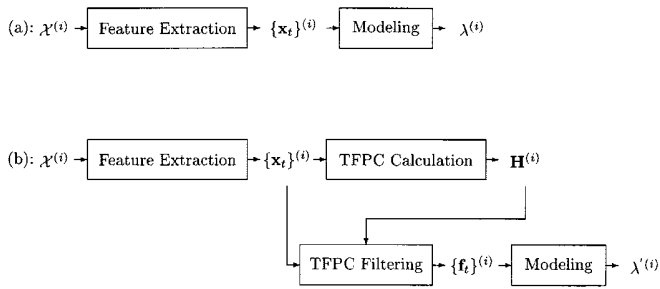 (a): 𝒳⁽ⁱ⁾ Feature Extraction {𝐱ₜ}⁽ⁱ⁾ Modeling λ⁽ⁱ⁾
(b): 𝒳⁽ⁱ⁾ Feature Extraction {𝐱ₜ}⁽ⁱ⁾ TFPC Calculation 𝐇⁽ⁱ⁾
TFPC Filtering {𝐟ₜ}⁽ⁱ⁾ Modeling λ′⁽ⁱ⁾